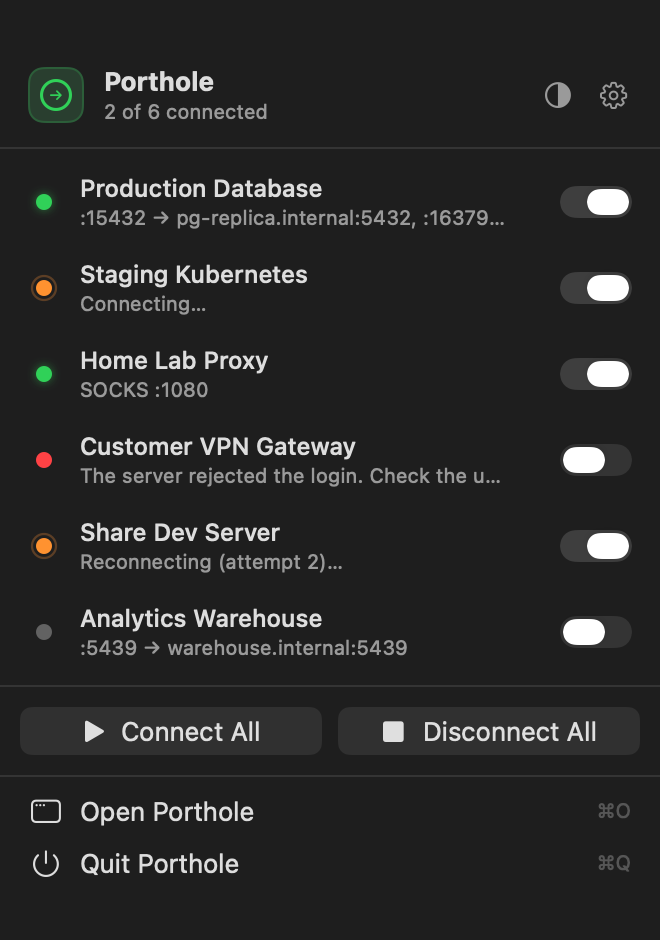 Porthole
2 of 6 connected
Production Database
:15432 → pg-replica.internal:5432, :16379...
Staging Kubernetes
Connecting...
Home Lab Proxy
SOCKS :1080
Customer VPN Gateway
The server rejected the login. Check the u...
Share Dev Server
Reconnecting (attempt 2)...
Analytics Warehouse
:5439 → warehouse.internal:5439
Connect All
Disconnect All
Open Porthole ⌘O
Quit Porthole ⌘Q